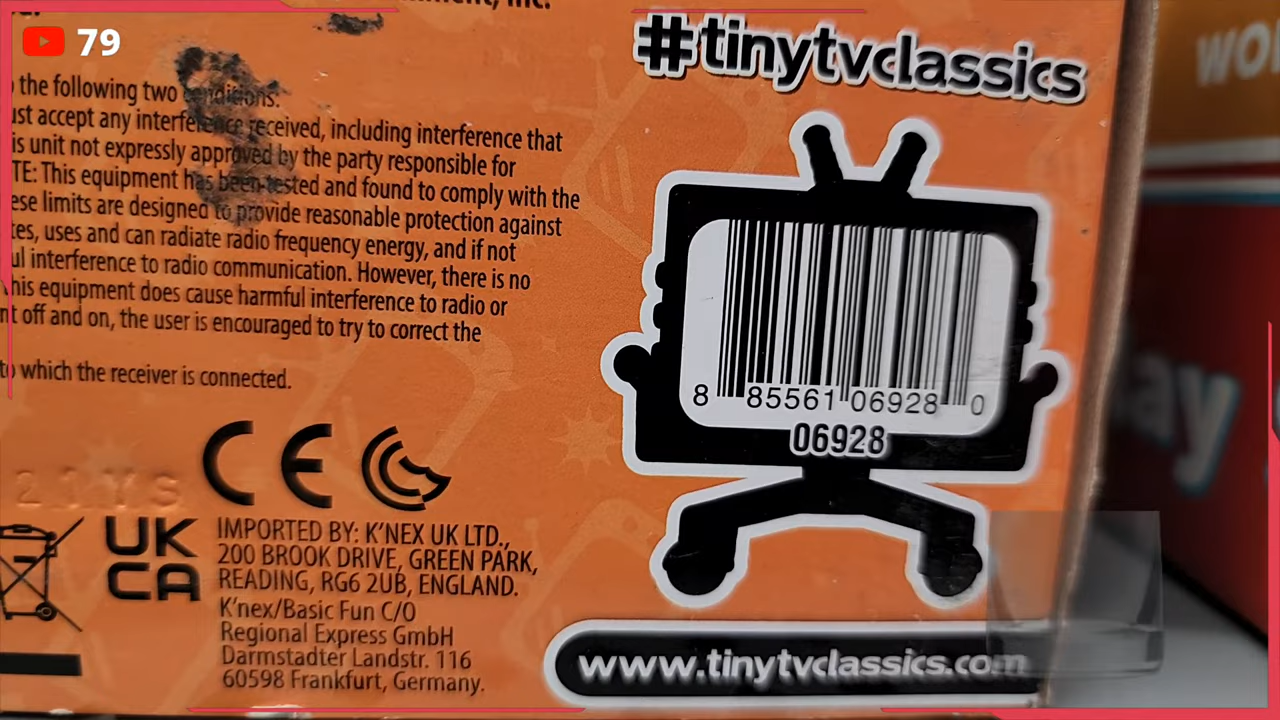 79
#tinytvclassics
the following two conditions:
ust accept any interference received, including interference that
is unit not expressly approved by the party responsible for
TE: This equipment has been tested and found to comply with the
ese limits are designed to provide reasonable protection against
tes, uses and can radiate radio frequency energy, and if not
ul interference to radio communication. However, there is no
his equipment does cause harmful interference to radio or
nt off and on, the user is encouraged to try to correct the
to which the receiver is connected.
8 85561 06928 0
06928
CE
UK
CA
IMPORTED BY: K'NEX UK LTD.,
200 BROOK DRIVE, GREEN PARK,
READING, RG6 2UB, ENGLAND.
K'nex/Basic Fun C/O
Regional Express GmbH
Darmstadter Landstr. 116
60598 Frankfurt, Germany.
www.tinytvclassics.com